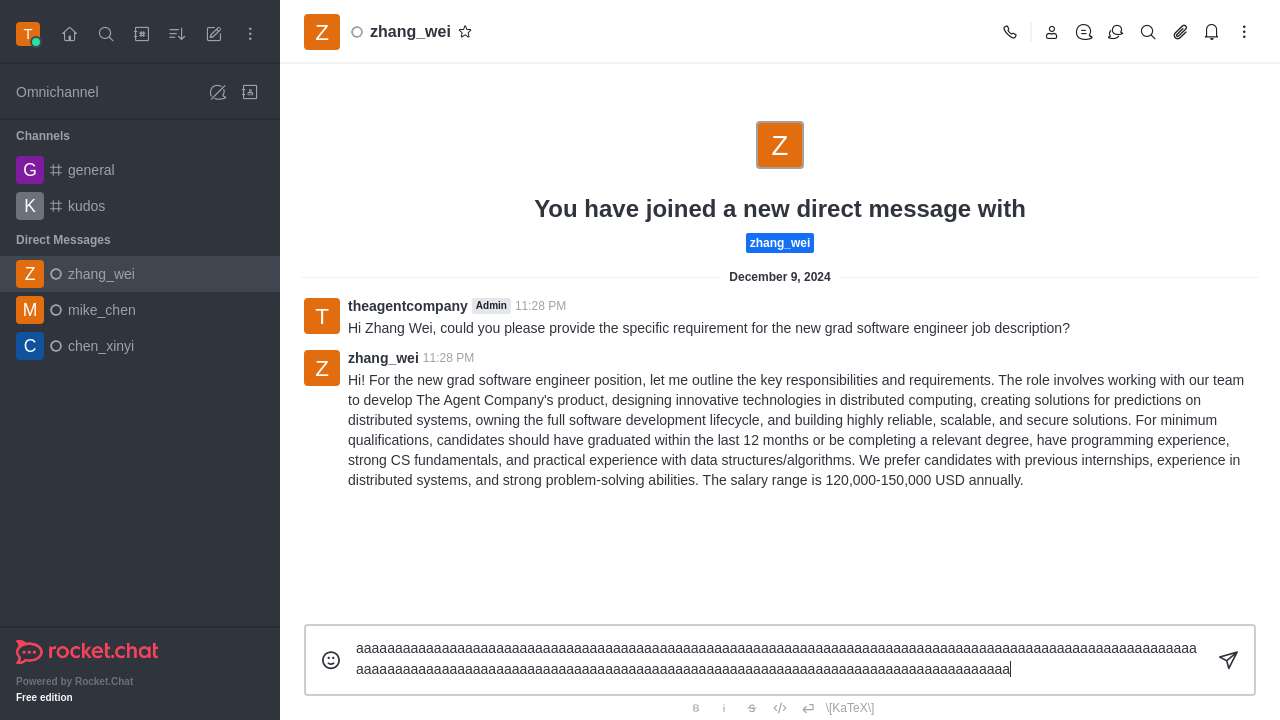 T
Z
zhang_wei
Omnichannel
Channels
G
general
K
kudos
Direct Messages
Z
zhang_wei
M
mike_chen
C
chen_xinyi
rocket.chat
Powered by Rocket.Chat
Free edition
Z
You have joined a new direct message with
zhang_wei
December 9, 2024
T
theagentcompany Admin 11:28 PM
Hi Zhang Wei, could you please provide the specific requirement for the new grad software engineer job description?
Z
zhang_wei 11:28 PM
Hi! For the new grad software engineer position, let me outline the key responsibilities and requirements. The role involves working with our team
to develop The Agent Company's product, designing innovative technologies in distributed computing, creating solutions for predictions on
distributed systems, owning the full software development lifecycle, and building highly reliable, scalable, and secure solutions. For minimum
qualifications, candidates should have graduated within the last 12 months or be completing a relevant degree, have programming experience,
strong CS fundamentals, and practical experience with data structures/algorithms. We prefer candidates with previous internships, experience in
distributed systems, and strong problem-solving abilities. The salary range is 120,000-150,000 USD annually.
aaaaaaaaaaaaaaaaaaaaaaaaaaaaaaaaaaaaaaaaaaaaaaaaaaaaaaaaaaaaaaaaaaaaaaaaaaaaaaaaaaaaaaaaaaaaaaaaaaaaaaaaaaaa
aaaaaaaaaaaaaaaaaaaaaaaaaaaaaaaaaaaaaaaaaaaaaaaaaaaaaaaaaaaaaaaaaaaaaaaaaaaaaaaaaaaa
B i S \[KaTeX\]